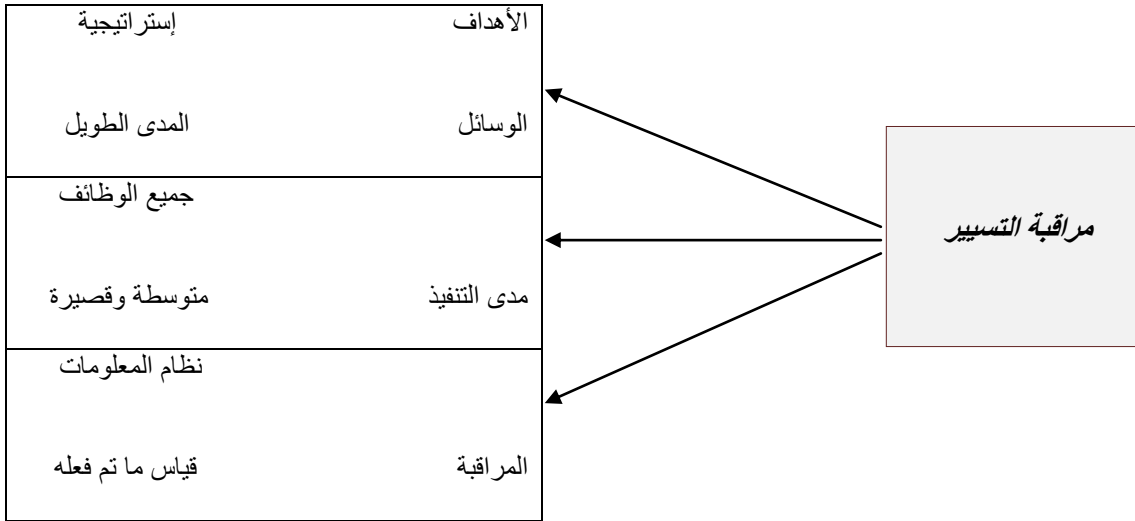 الأهداف إستراتيجية
الوسائل المدى الطويل
جميع الوظائف
مدى التنفيذ متوسطة وقصيرة
نظام المعلومات
المراقبة قياس ما تم فعله
مراقبة التسيير